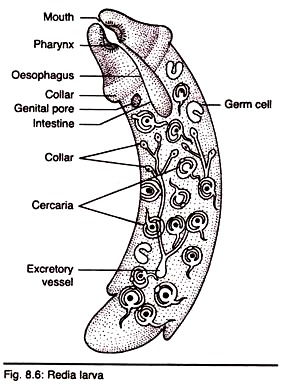 Mouth
Pharynx
Oesophagus
Collar
Genital pore
Intestine
Germ cell
Collar
Cercaria
Excretory
vessel
Fig. 8.6: Redia larva